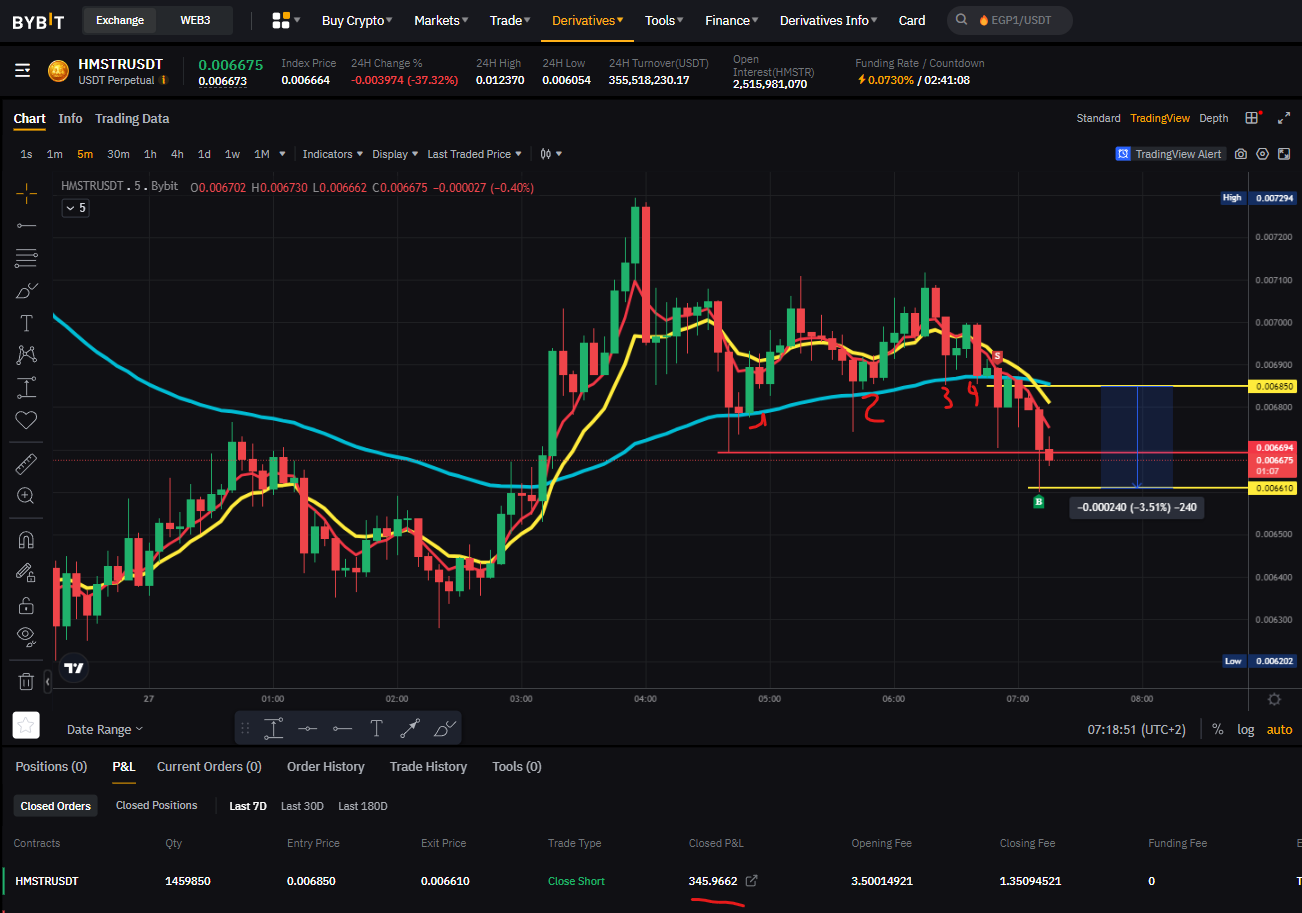 BYBIT Exchange WEB3 Buy Crypto Markets Trade Derivatives Tools Finance Derivatives Info Card EGP1/USDT
HMSTRUSDT
USDT Perpetual
0.006675
0.006673
Index Price
0.006664
24H Change %
-0.003974 (-37.32%)
24H High
0.012370
24H Low
0.006054
24H Turnover(USDT)
355,518,230.17
Open
Interest(HMSTR)
2,515,981,070
Funding Rate / Countdown
0.0730% / 02:41:08
Chart Info Trading Data
Standard TradingView Depth
1s 1m 5m 30m 1h 4h 1d 1w 1M Indicators Display Last Traded Price
TradingView Alert
HMSTRUSDT . 5 . Bybit O0.006702 H0.006730 L0.006662 C0.006675 −0.000027 (−0.40%)
5
High 0.007294
0.007200
0.007100
0.007000
0.006900
S
0.006850
0.006800
1
2
3
4
0.006694
0.006675
01:07
0.006610
B
−0.000240 (−3.51%) −240
0.006500
0.006400
0.006300
Low 0.006202
27 01:00 02:00 03:00 04:00 05:00 06:00 07:00 08:00
Date Range
07:18:51 (UTC+2) % log auto
Positions (0) P&L Current Orders (0) Order History Trade History Tools (0)
Closed Orders Closed Positions Last 7D Last 30D Last 180D
Contracts Qty Entry Price Exit Price Trade Type Closed P&L Opening Fee Closing Fee Funding Fee E
HMSTRUSDT 1459850 0.006850 0.006610 Close Short 345.9662 3.50014921 1.35094521 0 T